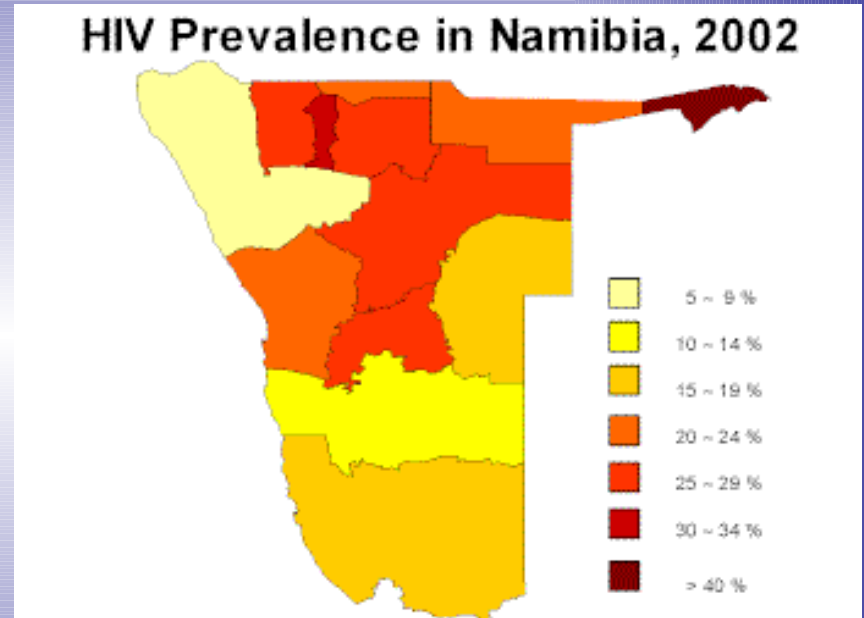 HIV Prevalence in Namibia, 2002
5 ~ 9 %
10 ~ 14 %
15 ~ 19 %
20 ~ 24 %
25 ~ 29 %
30 ~ 34 %
> 40 %